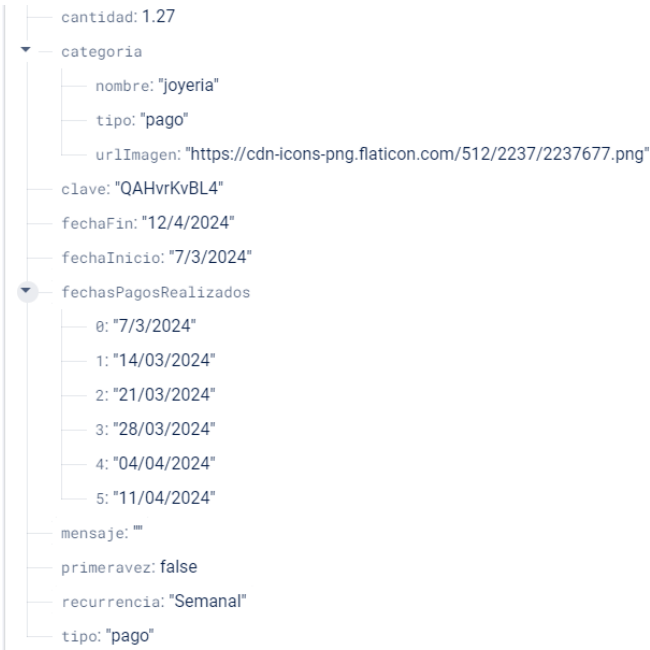 cantidad: 1.27
categoria
nombre: "joyeria"
tipo: "pago"
urlImagen: "https://cdn-icons-png.flaticon.com/512/2237/2237677.png"
clave: "QAHvrKvBL4"
fechaFin: "12/4/2024"
fechaInicio: "7/3/2024"
fechasPagosRealizados
0: "7/3/2024"
1: "14/03/2024"
2: "21/03/2024"
3: "28/03/2024"
4: "04/04/2024"
5: "11/04/2024"
mensaje: ""
primeravez: false
recurrencia: "Semanal"
tipo: "pago"